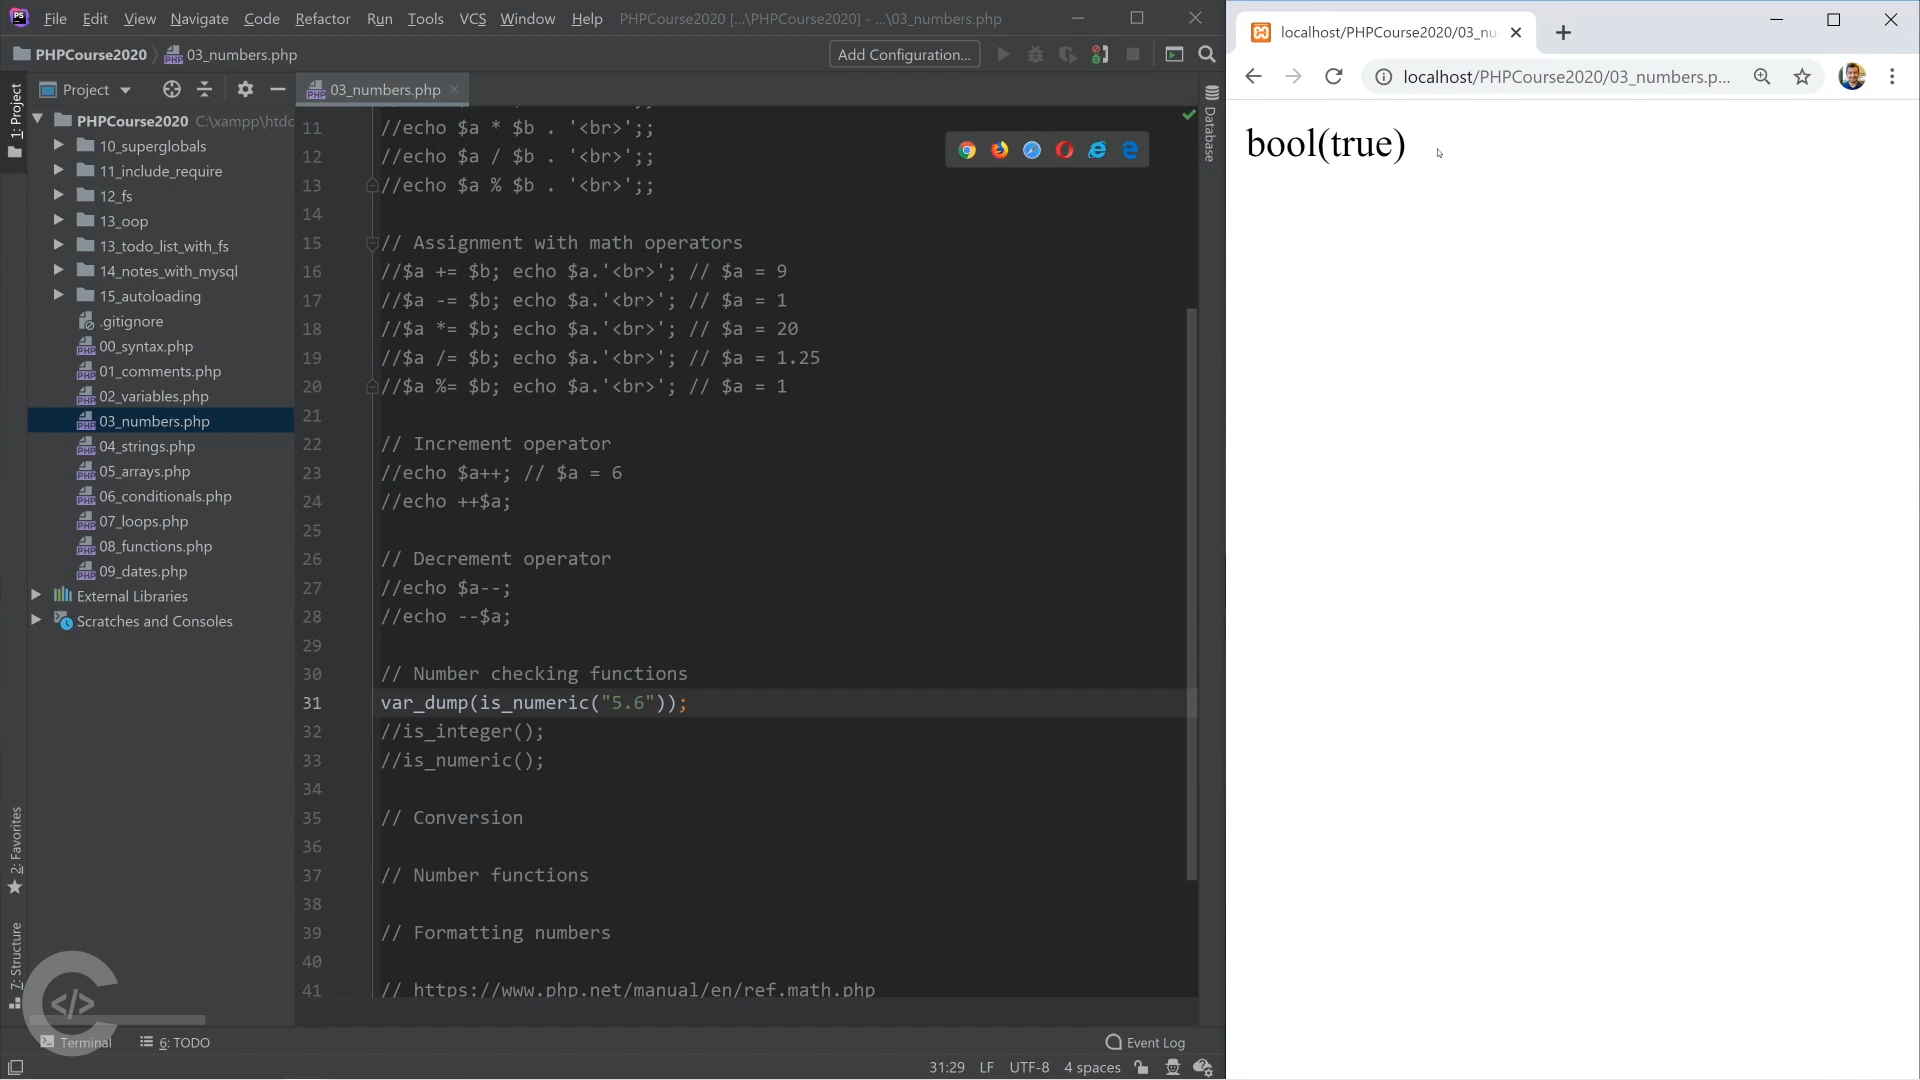 File Edit View Navigate Code Refactor Run Tools VCS Window Help PHPCourse2020 [...\PHPCourse2020] - ...\03_numbers.php
PHPCourse2020 03_numbers.php Add Configuration...
1: Project
Project
PHPCourse2020 C:\xampp\htdc
10_superglobals
11_include_require
12_fs
13_oop
13_todo_list_with_fs
14_notes_with_mysql
15_autoloading
.gitignore
00_syntax.php
01_comments.php
02_variables.php
03_numbers.php
04_strings.php
05_arrays.php
06_conditionals.php
07_loops.php
08_functions.php
09_dates.php
External Libraries
Scratches and Consoles
2: Favorites
7: Structure
03_numbers.php
11 //echo $a * $b . '<br>';;
12 //echo $a / $b . '<br>';;
13 //echo $a % $b . '<br>';;
14
15 // Assignment with math operators
16 //$a += $b; echo $a.'<br>'; // $a = 9
17 //$a -= $b; echo $a.'<br>'; // $a = 1
18 //$a *= $b; echo $a.'<br>'; // $a = 20
19 //$a /= $b; echo $a.'<br>'; // $a = 1.25
20 //$a %= $b; echo $a.'<br>'; // $a = 1
21
22 // Increment operator
23 //echo $a++; // $a = 6
24 //echo ++$a;
25
26 // Decrement operator
27 //echo $a--;
28 //echo --$a;
29
30 // Number checking functions
31 var_dump(is_numeric("5.6"));
32 //is_integer();
33 //is_numeric();
34
35 // Conversion
36
37 // Number functions
38
39 // Formatting numbers
40
41 // https://www.php.net/manual/en/ref.math.php
Database
Terminal 6: TODO Event Log
31:29 LF UTF-8 4 spaces
localhost/PHPCourse2020/03_nu
localhost/PHPCourse2020/03_numbers.p...
bool(true)